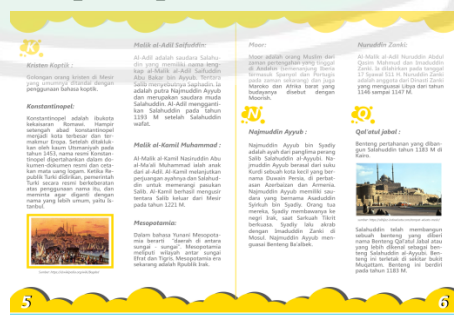 K
Kristen Koptik :
Golongan orang kristen di Mesir
yang umumnya ditandai dengan
penggunaan bahasa koptik.
Konstantinopel:
Konstantinopel adalah ibukota
kekaisaran Romawi. Hampir
setengah abad konstantinopel
menjadi kota terbesar dan ter-
makmur Eropa. Setelah ditakluk-
kan oleh kaum Utsmaniyah pada
tahun 1453, nama resmi Konstan-
tinopel dipertahankan dalam do-
kumen-dokumen resmi dan ceta-
kan mata uang logam. Ketika Re-
publik Turki didirikan, pemerintah
Turki secara resmi berkeberatan
atas penggunaan nama itu, dan
meminta agar diganti dengan
nama yang lebih umum, yaitu Is-
tanbul.
5
Malik al-Adil Saifuddin:
Al-Adil adalah saudara Salahu-
din yang memiliki nama leng-
kap al-Malik al-Adil Saifuddin
Abu Bakar bin Ayyub. Tentara
Salib menyebutnya Saphadin. Ia
adalah putra Najmuddin Ayyub
dan merupakan saudara muda
Salahuddin. Al-Adil mengganti-
kan Salahuddin pada tahun
1193 M setelah Salahuddin
wafat.
Malik al-Kamil Muhammad :
Al Malik al-Kamil Nasiruddin Abu
al-Ma'ali Muhammad ialah anak
dari al-Adil. Al-Kamil melanjutkan
perjuangan ayahnya dan Salahud-
din untuk memerangi pasukan
Salib. Al-Kamil berhasil mengusir
tentara Salib keluar dari Mesir
pada tahun 1221 M.
Mesopotamia:
Dalam bahasa Yunani Mesopota-
mia berarti "daerah di antara
sungai - sungai". Mesopotamia
meliputi wilayah antar sungai
Efrat dan Tigris. Mesopotamia era
sekarang adalah Rpublik Irak.
Moor:
Moor adalah orang Muslim dari
zaman pertengahan yang tinggal
di Andalus (semenanjung Iberia
termasuk Spanyol dan Portugis
pada zaman sekarang) dan juga
Maroko dan Afrika barat yang
budayanya disebut dengan
Moorish.
N
Najmuddin Ayyub :
Najmuddin Ayyub bin Syadiy
adalah ayah dari panglima perang
Salib Salahuddin al-Ayyubi. Na-
jmuddin Ayyub berasal dari suku
Kurdi sebuah kota kecil yang ber-
nama Duwain Persia, di perbat-
asan Azerbaijan dan Armenia.
Najmuddin Ayyub memiliki sau-
dara yang bernama Asaduddin
Syirkuh bin Syadiy. Orang tua
mereka, Syadiy membawanya ke
negri Irak, saat Sarkuah Tikrit
berkuasa. Syadiy lalu akrab
dengan Imaduddin Zanki di
Mosul. Najmuddin Ayyub men-
guasai Benteng Ba'albek.
Nuruddin Zanki:
Al-Malik al-Adil Nuruddin Abdul
Qosim Mahmud dan Imaduddin
Zanki. Ia dilahirkan pada tanggal
17 Syawal 511 H. Nuruddin Zanki
adalah anggota dari Dinasti Zanki
yang menguasai Libya dari tahun
1146 sampai 1147 M.
Q
Qal'atul jabal :
Benteng pertahanan yang diban-
gun Salahuddin tahun 1183 M di
Kairo.
Salahuddin telah membangun
sebuah benteng yang diberi
nama Benteng Qal'atul Jabal atau
yang lebih dikenal sebagai ben-
teng Salahuddin al-Ayyubi. Ben-
teng ini terletak di sekitar bukit
Muqattam. Benteng ini berdiri
pada tahun 1183 M.
6